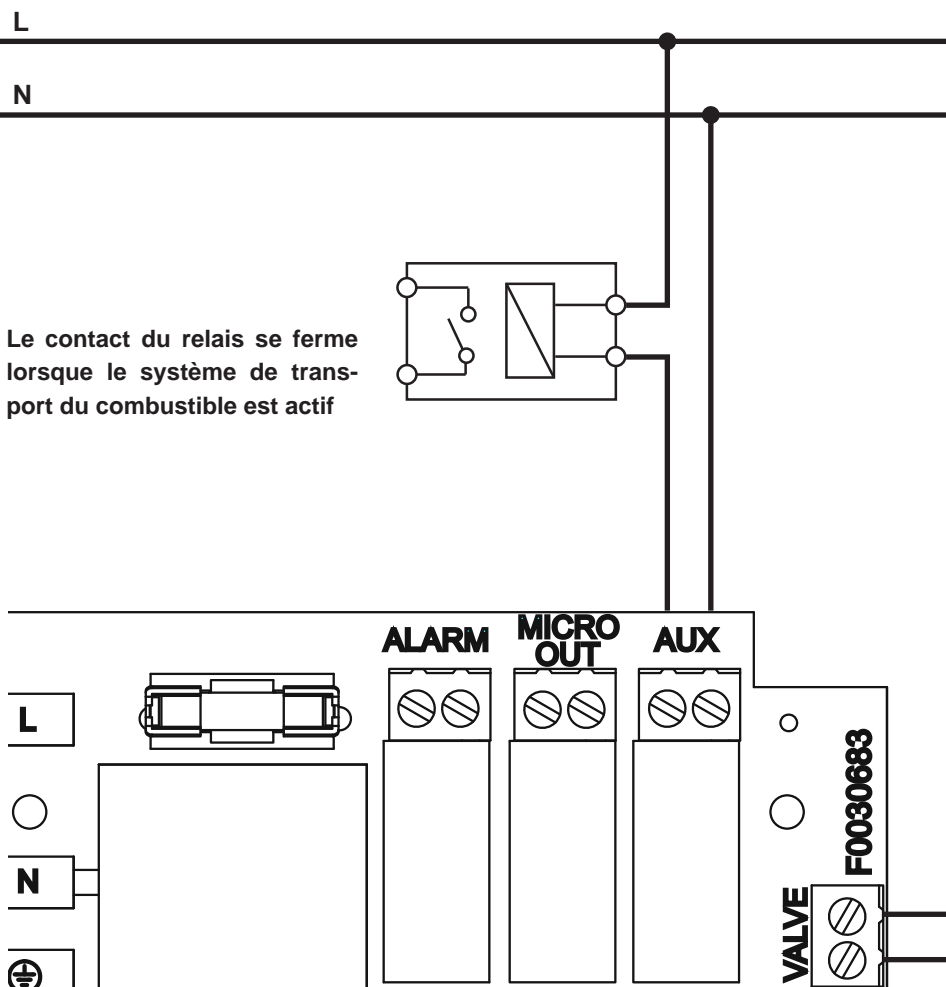 L
N
Le contact du relais se ferme
lorsque le système de trans-
port du combustible est actif
ALARM
MICRO
OUT
AUX
L
F0030683
N
VALVE